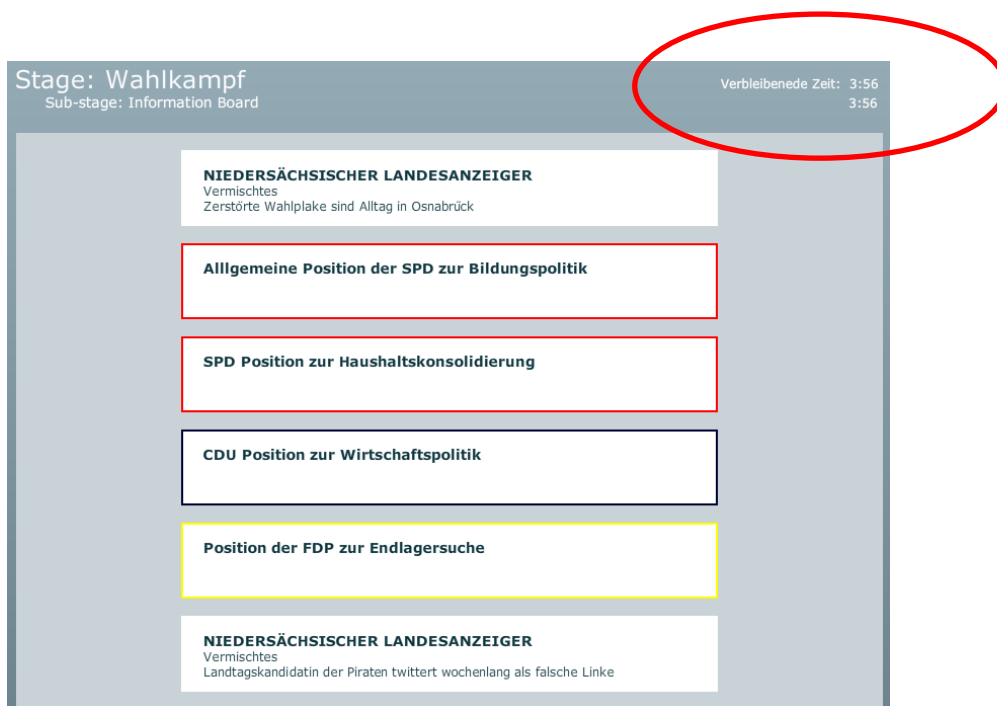 Stage: Wahlkampf
Sub-stage: Information Board
Verbleibenede Zeit: 3:56
3:56
NIEDERSÄCHSISCHER LANDESANZEIGER
Vermischtes
Zerstörte Wahlplake sind Alltag in Osnabrück
Alllgemeine Position der SPD zur Bildungspolitik
SPD Position zur Haushaltskonsolidierung
CDU Position zur Wirtschaftspolitik
Position der FDP zur Endlagersuche
NIEDERSÄCHSISCHER LANDESANZEIGER
Vermischtes
Landtagskandidatin der Piraten twittert wochenlang als falsche Linke